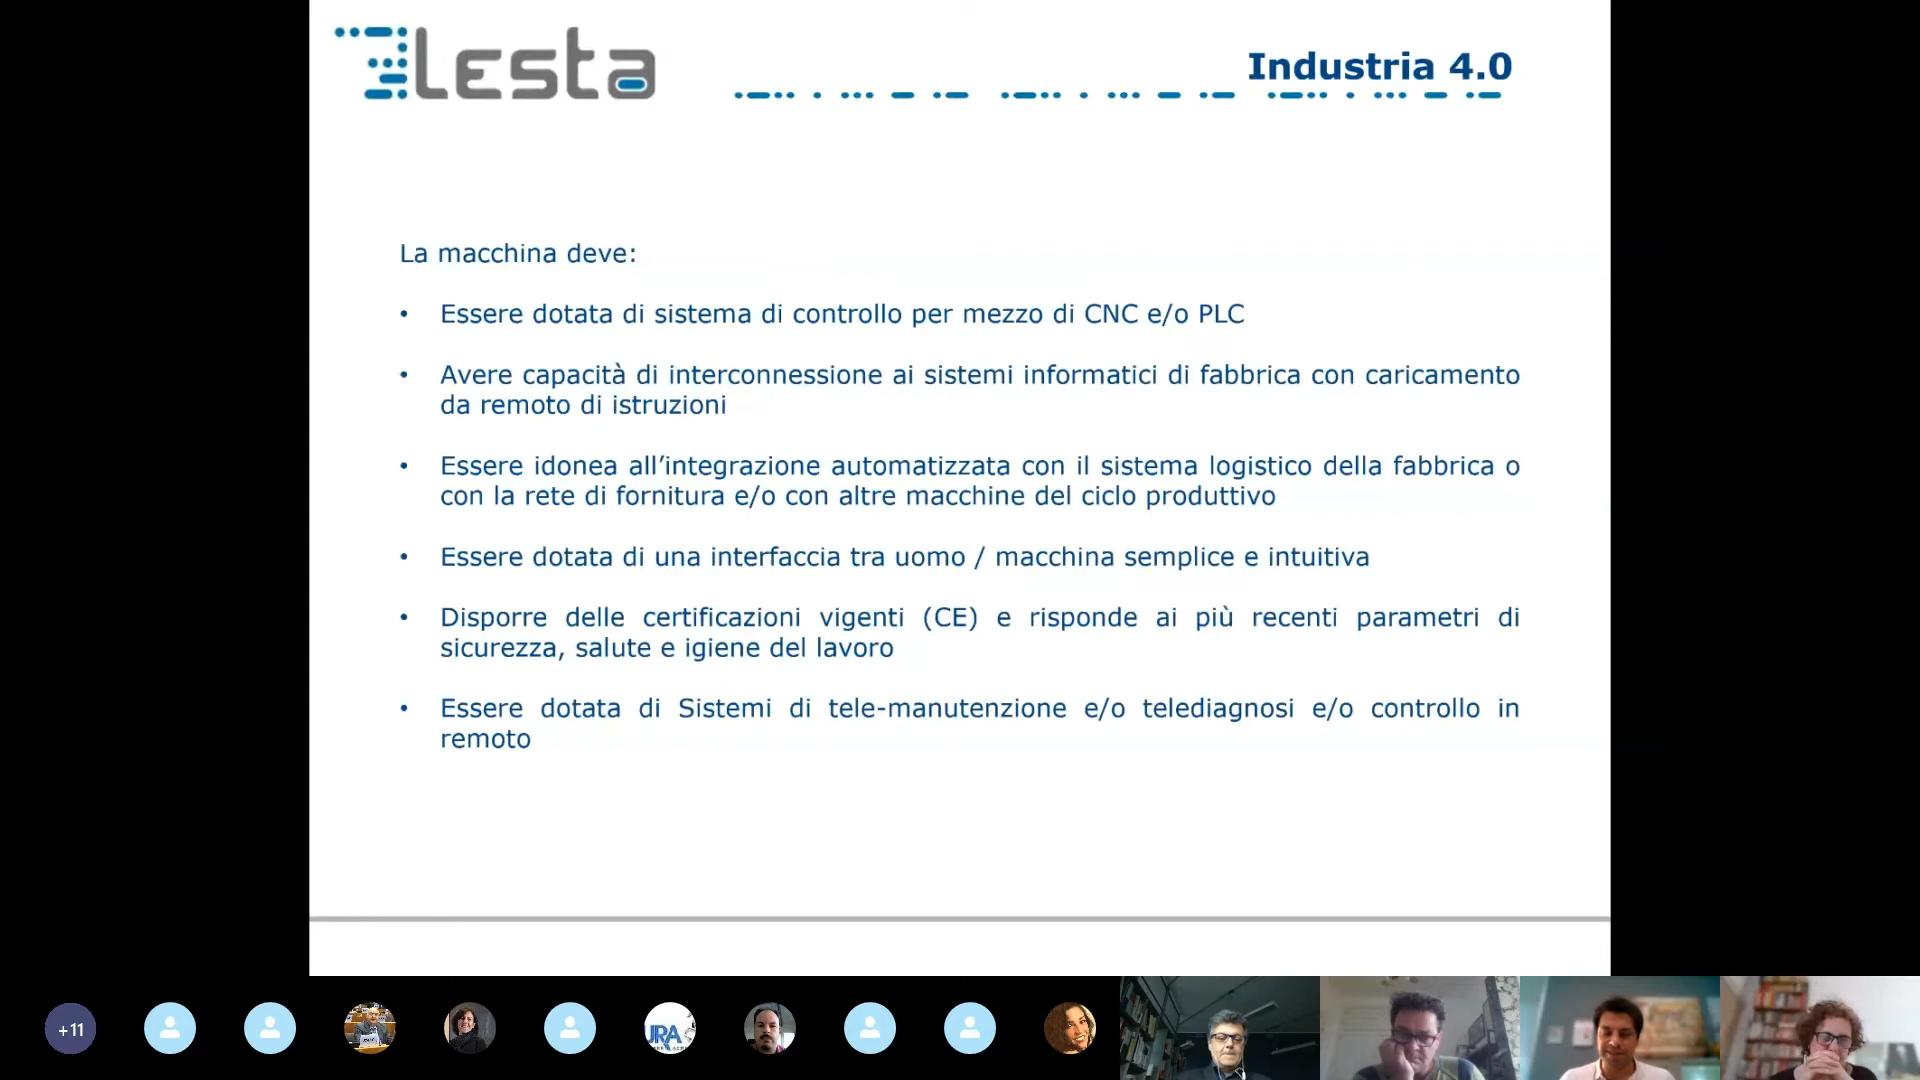 Lesta
Industria 4.0
La macchina deve:
• Essere dotata di sistema di controllo per mezzo di CNC e/o PLC
• Avere capacità di interconnessione ai sistemi informatici di fabbrica con caricamento
da remoto di istruzioni
• Essere idonea all’integrazione automatizzata con il sistema logistico della fabbrica o
con la rete di fornitura e/o con altre macchine del ciclo produttivo
• Essere dotata di una interfaccia tra uomo / macchina semplice e intuitiva
• Disporre delle certificazioni vigenti (CE) e risponde ai più recenti parametri di
sicurezza, salute e igiene del lavoro
• Essere dotata di Sistemi di tele-manutenzione e/o telediagnosi e/o controllo in
remoto
+11